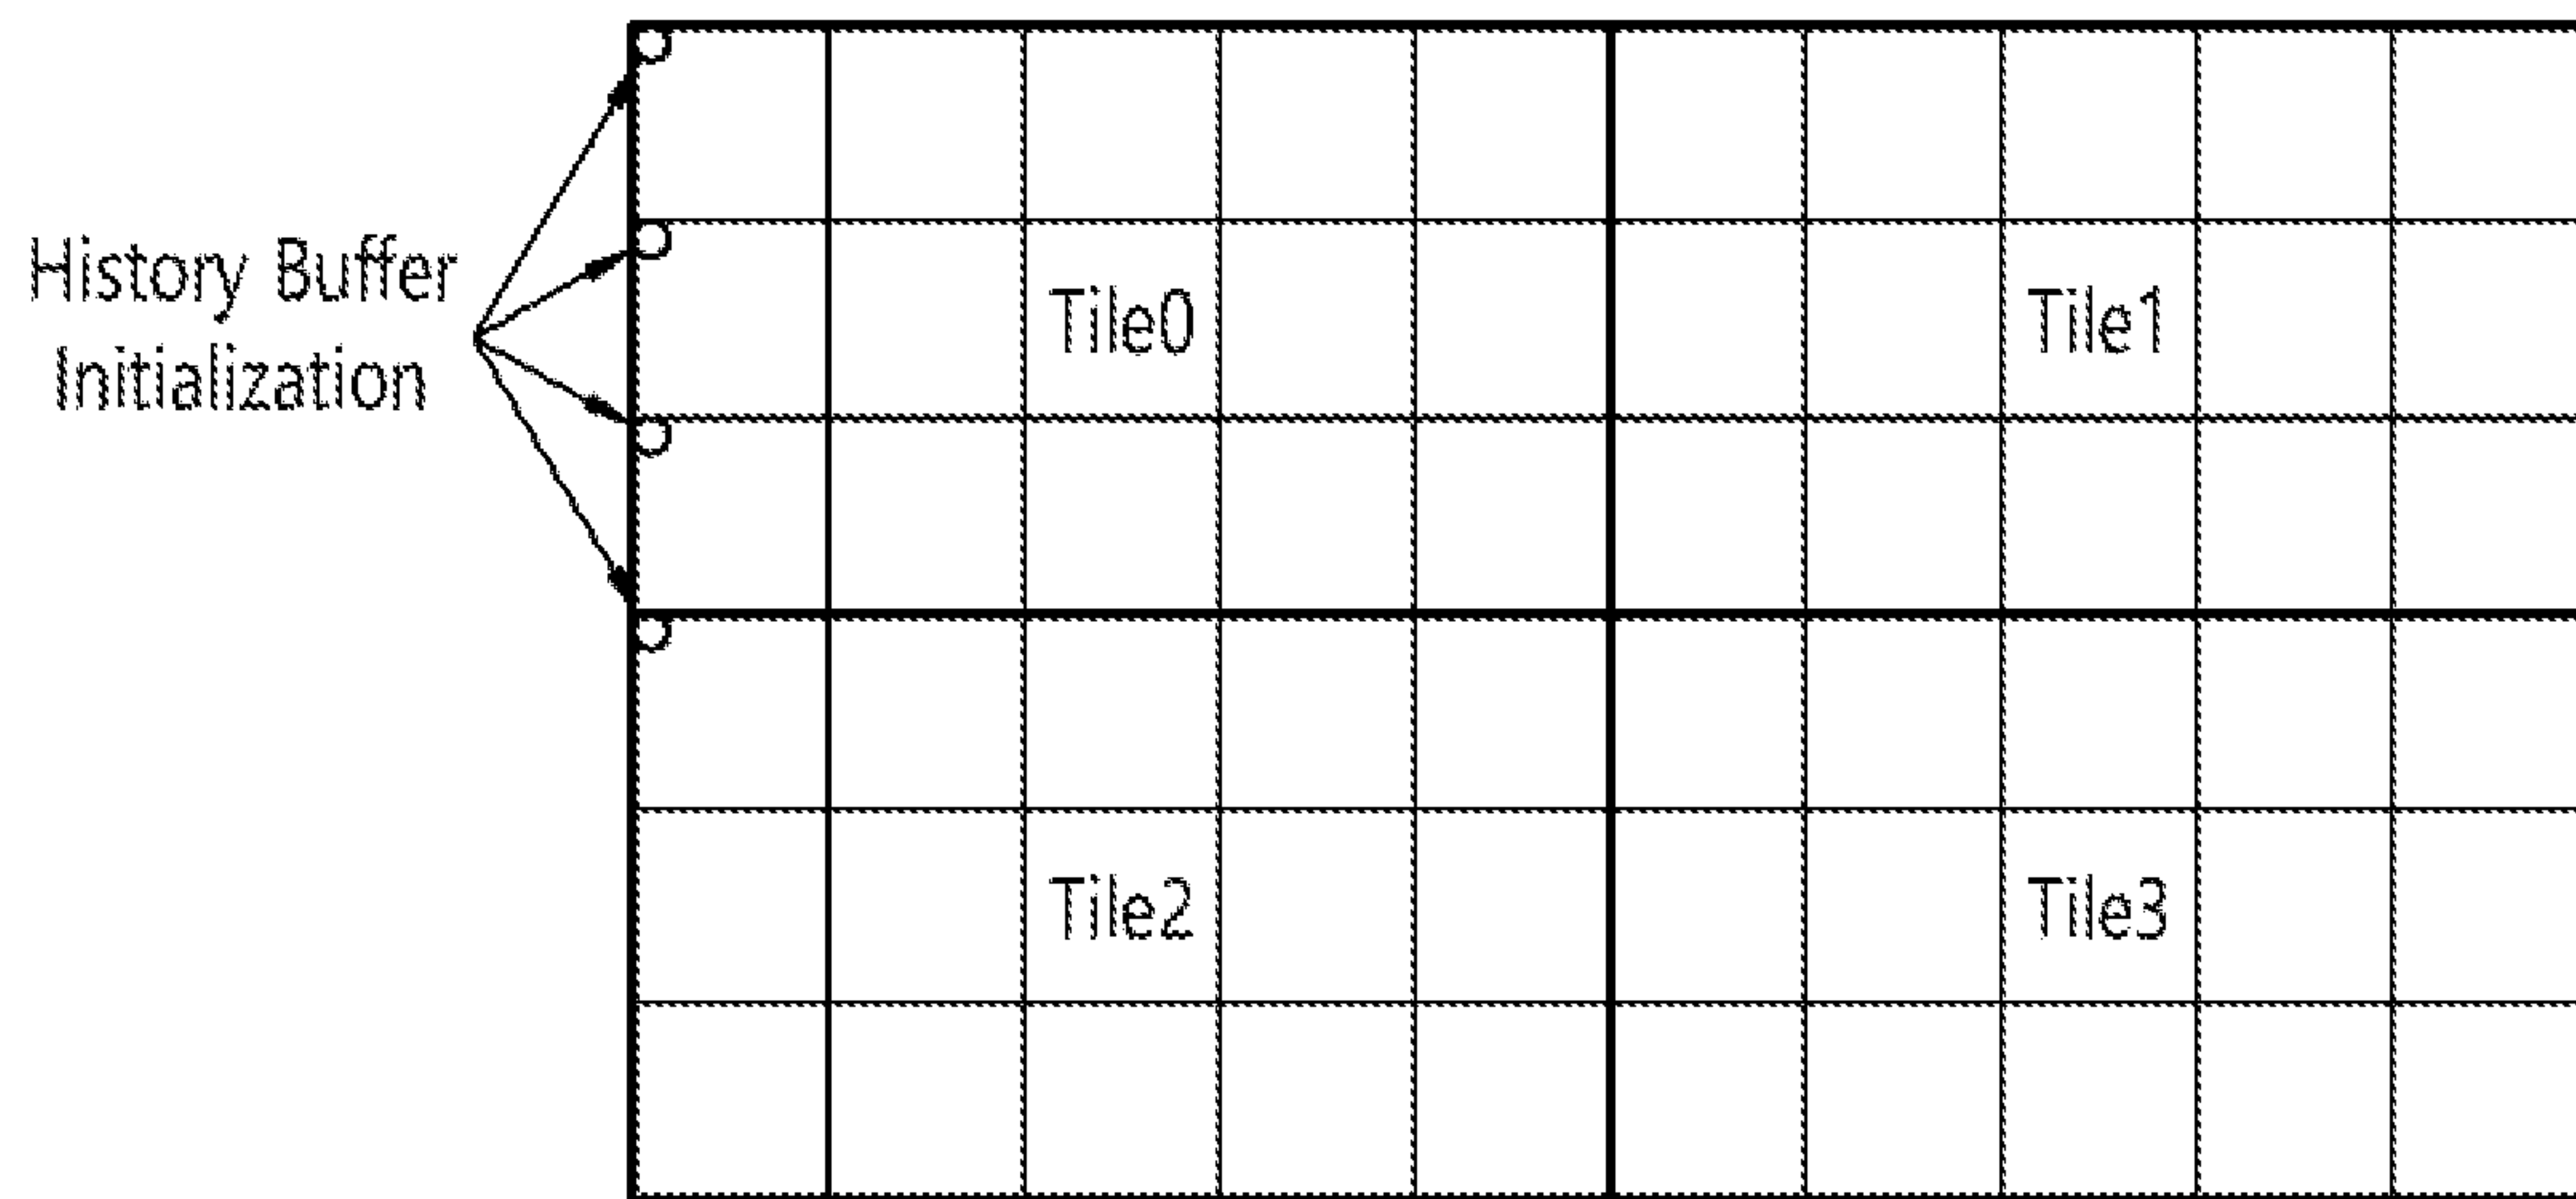 History Buffer
Initialization
Tile0
Tile1
Tile2
Tile3